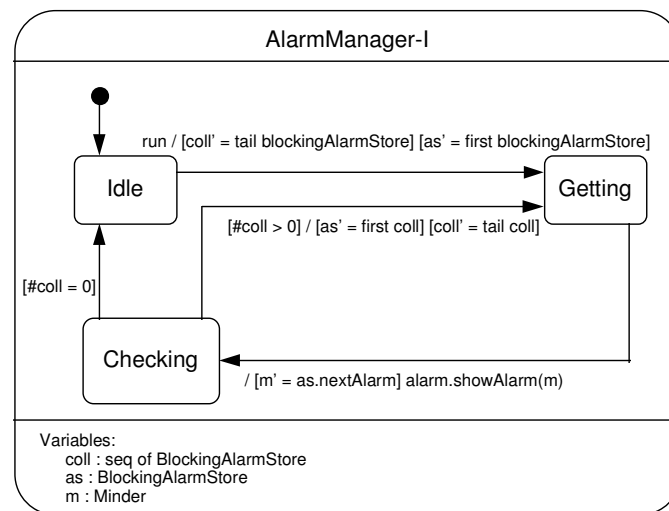 AlarmManager-I
run / [coll' = tail blockingAlarmStore] [as' = first blockingAlarmStore]
Idle
Getting
[#coll > 0] / [as' = first coll] [coll' = tail coll]
[#coll = 0]
Checking
/ [m' = as.nextAlarm] alarm.showAlarm(m)
Variables:
coll : seq of BlockingAlarmStore
as : BlockingAlarmStore
m : Minder